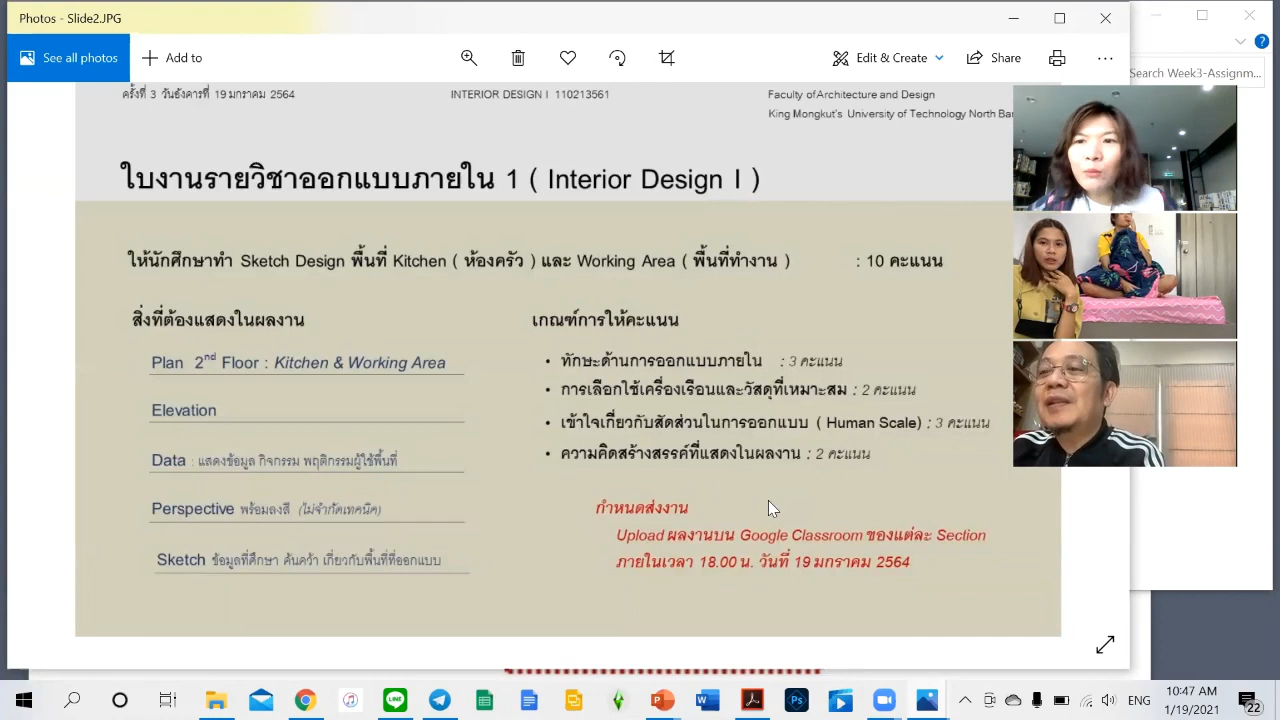 Photos - Slide2.JPG
See all photos
Add to
Edit & Create
Share
Search Week3-Assignm...
ครั้งที่ 3 วันอังคารที่ 19 มกราคม 2564
INTERIOR DESIGN I 110213561
Faculty of Architecture and Design
King Mongkut's University of Technology North Ban
ใบงานรายวิชาออกแบบภายใน 1 ( Interior Design I )
ให้นักศึกษาทำ Sketch Design พื้นที่ Kitchen ( ห้องครัว ) และ Working Area ( พื้นที่ทำงาน ) : 10 คะแนน
สิ่งที่ต้องแสดงในผลงาน
Plan 2nd Floor : Kitchen & Working Area
Elevation
Data : แสดงข้อมูล กิจกรรม พฤติกรรมผู้ใช้พื้นที่
Perspective พร้อมลงสี (ไม่จำกัดเทคนิค)
Sketch ข้อมูลที่ศึกษา ค้นคว้า เกี่ยวกับพื้นที่ที่ออกแบบ
เกณฑ์การให้คะแนน
• ทักษะด้านการออกแบบภายใน : 3 คะแนน
• การเลือกใช้เครื่องเรือนและวัสดุที่เหมาะสม : 2 คะแนน
• เข้าใจเกี่ยวกับสัดส่วนในการออกแบบ ( Human Scale) : 3 คะแนน
• ความคิดสร้างสรรค์ที่แสดงในผลงาน : 2 คะแนน
กำหนดส่งงาน
Upload ผลงานบน Google Classroom ของแต่ละ Section
ภายในเวลา 18.00 น. วันที่ 19 มกราคม 2564
ENG
10:47 AM
1/19/2021
22